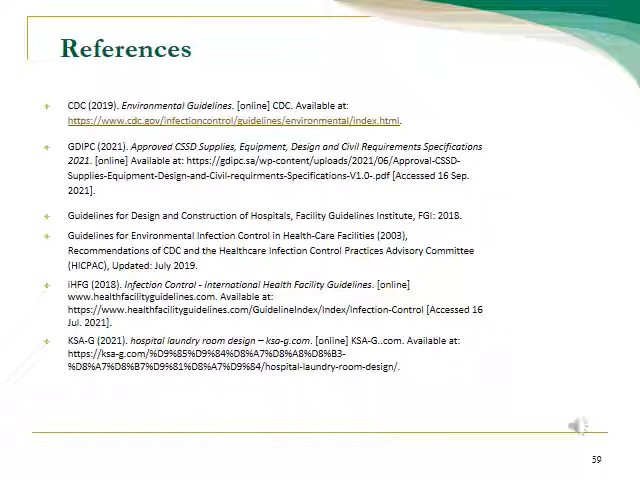 References
CDC (2019). Environmental Guidelines. [online] CDC. Available at:
https://www.cdc.gov/infectioncontrol/guidelines/environmental/index.html.
GDIPC (2021). Approved CSSD Supplies, Equipment, Design and Civil Requirements Specifications
2021. [online] Available at: https://gdipc.sa/wp-content/uploads/2021/06/Approval-CSSD-
Supplies-Equipment-Design-and-Civil-requirments-Specifications-V1.0-.pdf [Accessed 16 Sep.
2021].
Guidelines for Design and Construction of Hospitals, Facility Guidelines Institute, FGI: 2018.
Guidelines for Environmental Infection Control in Health-Care Facilities (2003),
Recommendations of CDC and the Healthcare Infection Control Practices Advisory Committee
(HICPAC), Updated: July 2019.
iHFG (2018). Infection Control - International Health Facility Guidelines. [online]
www.healthfacilityguidelines.com. Available at:
https://www.healthfacilityguidelines.com/GuidelineIndex/Index/Infection-Control [Accessed 16
Jul. 2021].
KSA-G (2021). hospital laundry room design – ksa-g.com. [online] KSA-G..com. Available at:
https://ksa-g.com/%D9%85%D9%84%D8%A7%D8%A8%D8%B3-
%D8%A7%D8%B7%D9%81%D8%A7%D9%84/hospital-laundry-room-design/.
59